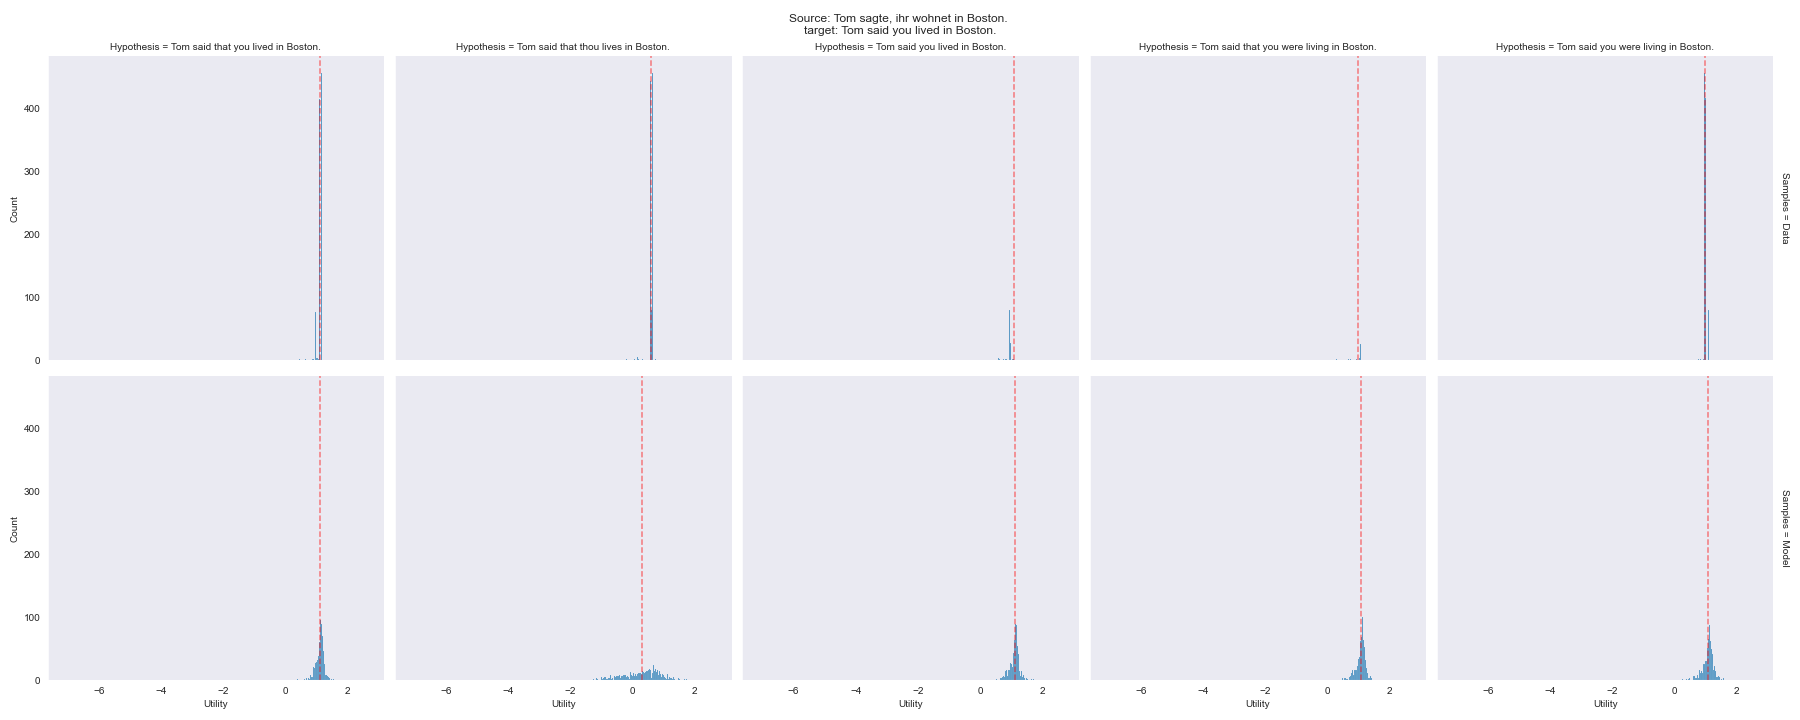 Source: Tom sagte, ihr wohnet in Boston.
target: Tom said you lived in Boston.
Hypothesis = Tom said that you lived in Boston.
Hypothesis = Tom said that thou lives in Boston.
Hypothesis = Tom said you lived in Boston.
Hypothesis = Tom said that you were living in Boston.
Hypothesis = Tom said you were living in Boston.
400
300
200
100
0
Count
Samples = Data
400
300
200
100
0
Count
Samples = Model
−6 −4 −2 0 2
−6 −4 −2 0 2
−6 −4 −2 0 2
−6 −4 −2 0 2
−6 −4 −2 0 2
Utility
Utility
Utility
Utility
Utility